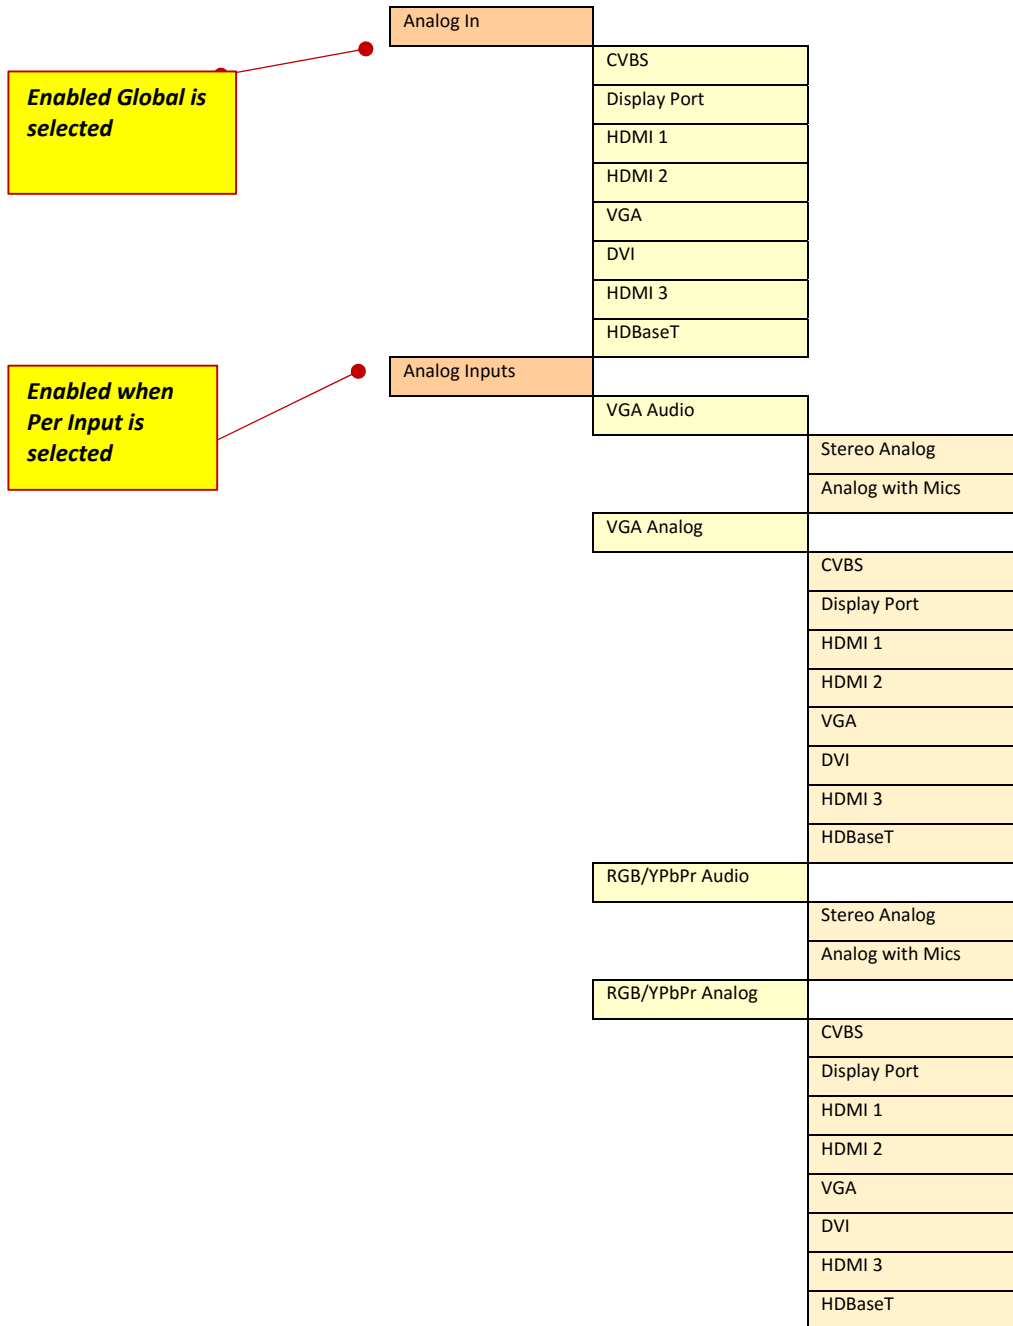 Analog In
Enabled Global is
selected
CVBS
Display Port
HDMI 1
HDMI 2
VGA
DVI
HDMI 3
HDBaseT
Enabled when
Per Input is
selected
Analog Inputs
VGA Audio
Stereo Analog
Analog with Mics
VGA Analog
CVBS
Display Port
HDMI 1
HDMI 2
VGA
DVI
HDMI 3
HDBaseT
RGB/YPbPr Audio
Stereo Analog
Analog with Mics
RGB/YPbPr Analog
CVBS
Display Port
HDMI 1
HDMI 2
VGA
DVI
HDMI 3
HDBaseT